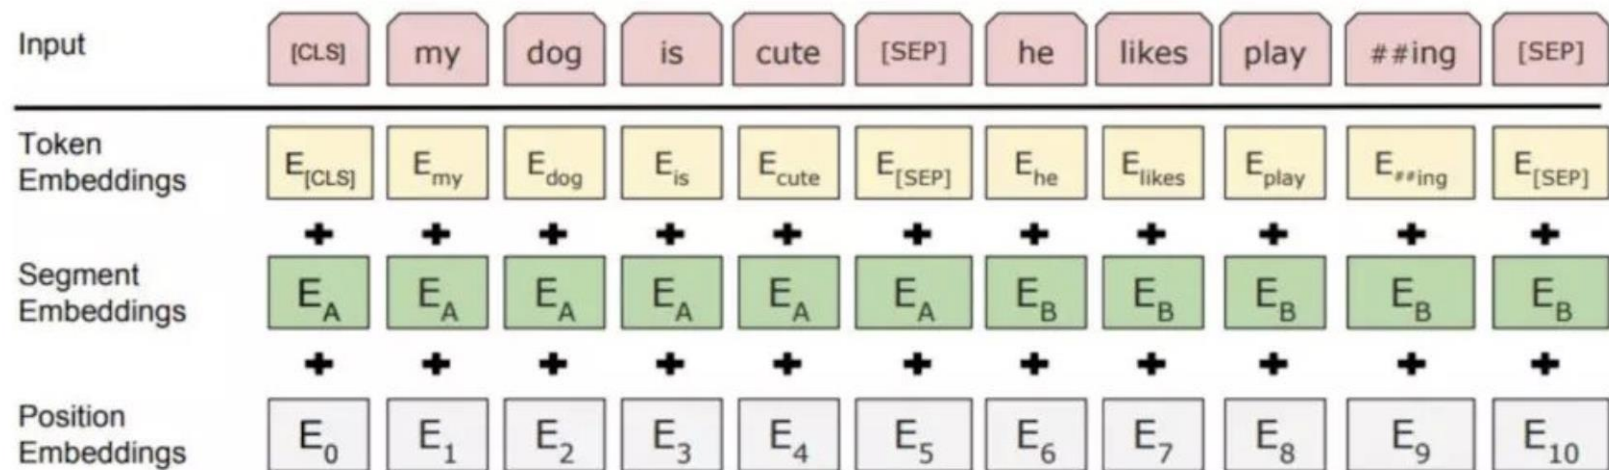 Input [CLS] my dog is cute [SEP] he likes play ##ing [SEP]
Token Embeddings E[CLS] Emy Edog Eis Ecute E[SEP] Ehe Elikes Eplay E##ing E[SEP]
+ + + + + + + + + + +
Segment Embeddings EA EA EA EA EA EA EB EB EB EB EB
+ + + + + + + + + + +
Position Embeddings E0 E1 E2 E3 E4 E5 E6 E7 E8 E9 E10